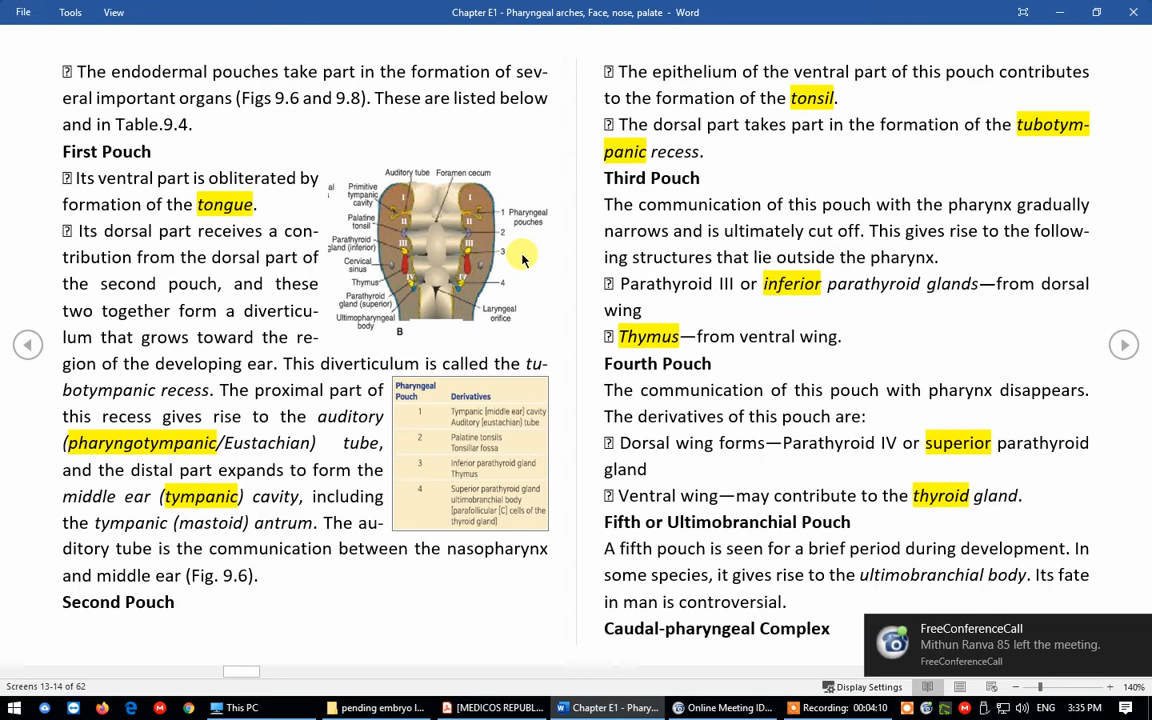 File Tools View Chapter E1 - Pharyngeal arches, Face, nose, palate - Word
The endodermal pouches take part in the formation of sev-
eral important organs (Figs 9.6 and 9.8). These are listed below
and in Table.9.4.
First Pouch
Its ventral part is obliterated by
formation of the tongue.
Its dorsal part receives a con-
tribution from the dorsal part of
the second pouch, and these
two together form a diverticu-
lum that grows toward the re-
gion of the developing ear. This diverticulum is called the tu-
botympanic recess. The proximal part of
this recess gives rise to the auditory
(pharyngotympanic/Eustachian) tube,
and the distal part expands to form the
middle ear (tympanic) cavity, including
the tympanic (mastoid) antrum. The au-
ditory tube is the communication between the nasopharynx
and middle ear (Fig. 9.6).
Second Pouch
Auditory tube
Foramen cecum
al
Primitive
tympanic
cavity
Palatine
tonsil
Parathyroid
gland (inferior)
Cervical
sinus
Thymus
Parathyroid
gland (superior)
Ultimopharyngeal
body
I I
II II
III III
IV IV
1 Pharyngeal
pouches
2
3
4
Laryngeal
orifice
B
Pharyngeal
Pouch Derivatives
1 Tympanic (middle ear) cavity
Auditory (eustachian) tube
2 Palatine tonsils
Tonsillar fossa
3 Inferior parathyroid gland
Thymus
4 Superior parathyroid gland
ultimobranchial body
[parafollicular [C] cells of the
thyroid gland]
The epithelium of the ventral part of this pouch contributes
to the formation of the tonsil.
The dorsal part takes part in the formation of the tubotym-
panic recess.
Third Pouch
The communication of this pouch with the pharynx gradually
narrows and is ultimately cut off. This gives rise to the follow-
ing structures that lie outside the pharynx.
Parathyroid III or inferior parathyroid glands—from dorsal
wing
Thymus—from ventral wing.
Fourth Pouch
The communication of this pouch with pharynx disappears.
The derivatives of this pouch are:
Dorsal wing forms—Parathyroid IV or superior parathyroid
gland
Ventral wing—may contribute to the thyroid gland.
Fifth or Ultimobranchial Pouch
A fifth pouch is seen for a brief period during development. In
some species, it gives rise to the ultimobranchial body. Its fate
in man is controversial.
Caudal-pharyngeal Complex
FreeConferenceCall
Mithun Ranva 85 left the meeting.
FreeConferenceCall
Screens 13-14 of 62 Display Settings 140%
This PC pending embryo l... [MEDICOS REPUBL... Chapter E1 - Phary... Online Meeting ID... Recording: 00:04:10 ENG 3:35 PM